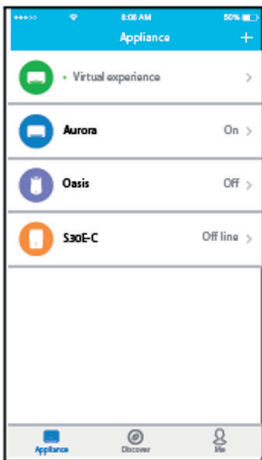 8:08 AM 50%
Appliance +
• Virtual experience >
Aurora On >
Oasis Off >
S30E-C Off line >
Appliance Discover Me